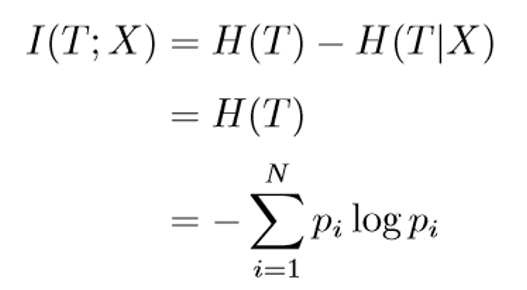 I(T; X) = H(T) − H(T|X)
= H(T)
= − ∑_{i=1}^{N} p_i log p_i